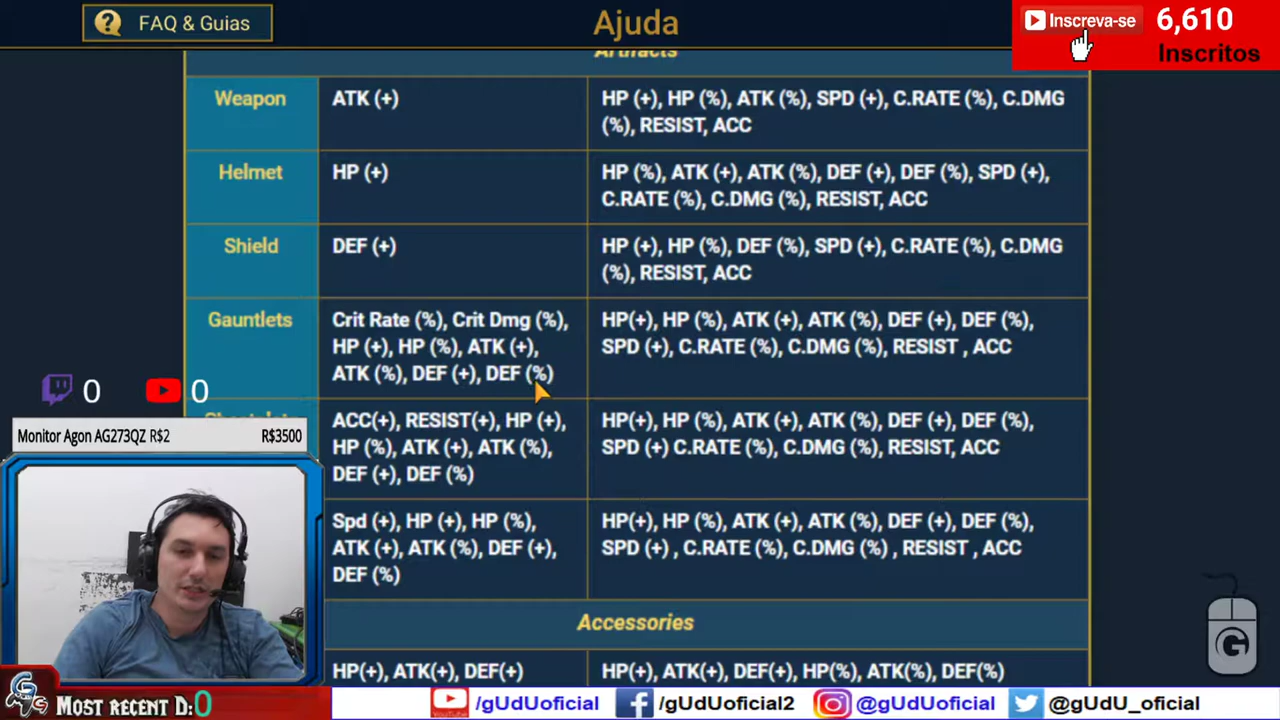 FAQ & Guias
Ajuda
Inscreva-se
6,610
Inscritos
Artifacts
Weapon
ATK (+)
HP (+), HP (%), ATK (%), SPD (+), C.RATE (%), C.DMG
(%), RESIST, ACC
Helmet
HP (+)
HP (%), ATK (+), ATK (%), DEF (+), DEF (%), SPD (+),
C.RATE (%), C.DMG (%), RESIST, ACC
Shield
DEF (+)
HP (+), HP (%), DEF (%), SPD (+), C.RATE (%), C.DMG
(%), RESIST, ACC
Gauntlets
Crit Rate (%), Crit Dmg (%),
HP (+), HP (%), ATK (+),
ATK (%), DEF (+), DEF (%)
HP(+), HP (%), ATK (+), ATK (%), DEF (+), DEF (%),
SPD (+), C.RATE (%), C.DMG (%), RESIST , ACC
0
0
ACC(+), RESIST(+), HP (+),
HP (%), ATK (+), ATK (%),
DEF (+), DEF (%)
HP(+), HP (%), ATK (+), ATK (%), DEF (+), DEF (%),
SPD (+) C.RATE (%), C.DMG (%), RESIST, ACC
Monitor Agon AG273QZ R$2
R$3500
Spd (+), HP (+), HP (%),
ATK (+), ATK (%), DEF (+),
DEF (%)
HP(+), HP (%), ATK (+), ATK (%), DEF (+), DEF (%),
SPD (+) , C.RATE (%), C.DMG (%) , RESIST , ACC
Accessories
HP(+), ATK(+), DEF(+)
HP(+), ATK(+), DEF(+), HP(%), ATK(%), DEF(%)
Most recent D:0
/gUdUoficial
/gUdUoficial2
@gUdUoficial
@gUdU_oficial